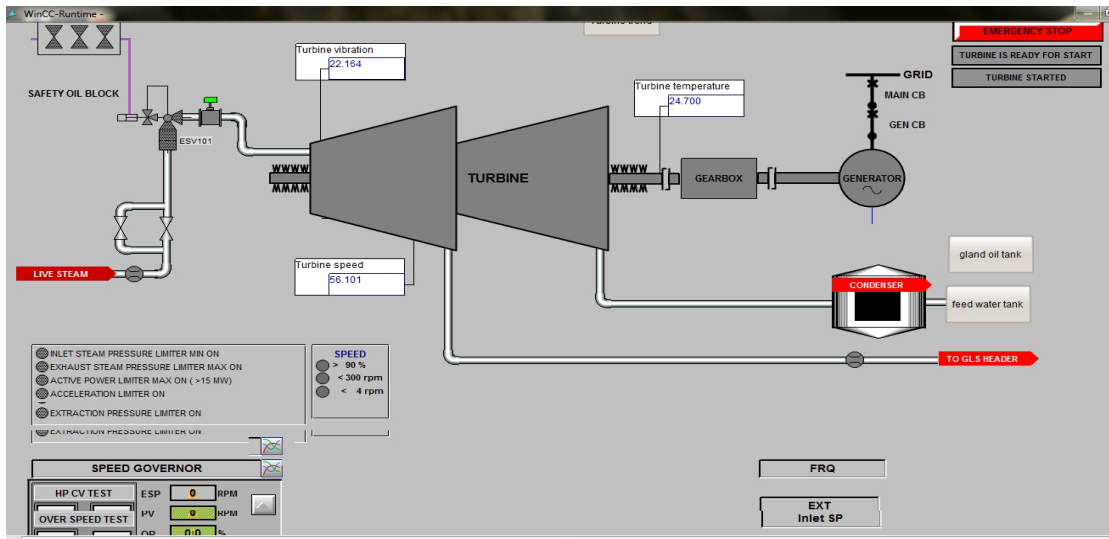 WinCC-Runtime -
Turbine trend
EMERGENCY STOP
TURBINE IS READY FOR START
TURBINE STARTED
Turbine vibration
22.164
Turbine temperature
24.700
GRID
MAIN CB
GEN CB
SAFETY OIL BLOCK
ESV101
TURBINE
GEARBOX
GENERATOR
Turbine speed
56.101
LIVE STEAM
gland oil tank
CONDENSER
feed water tank
TO GLS HEADER
INLET STEAM PRESSURE LIMITER MIN ON
EXHAUST STEAM PRESSURE LIMITER MAX ON
ACTIVE POWER LIMITER MAX ON ( >15 MW)
ACCELERATION LIMITER ON
EXTRACTION PRESSURE LIMITER ON
EXTRACTION PRESSURE LIMITER ON
SPEED
> 90 %
< 300 rpm
< 4 rpm
SPEED GOVERNOR
HP CV TEST
OVER SPEED TEST
ESP 0 RPM
PV 0 RPM
OP 0.0 %
FRQ
EXT
Inlet SP